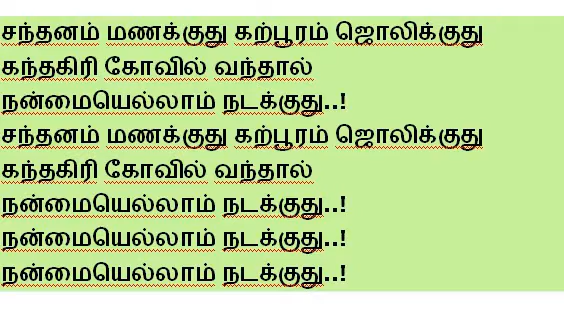 சந்தனம் மணக்குது கற்பூரம் ஜொலிக்குது
கந்தகிரி கோவில் வந்தால்
நன்மையெல்லாம் நடக்குது..!
சந்தனம் மணக்குது கற்பூரம் ஜொலிக்குது
கந்தகிரி கோவில் வந்தால்
நன்மையெல்லாம் நடக்குது..!
நன்மையெல்லாம் நடக்குது..!
நன்மையெல்லாம் நடக்குது..!